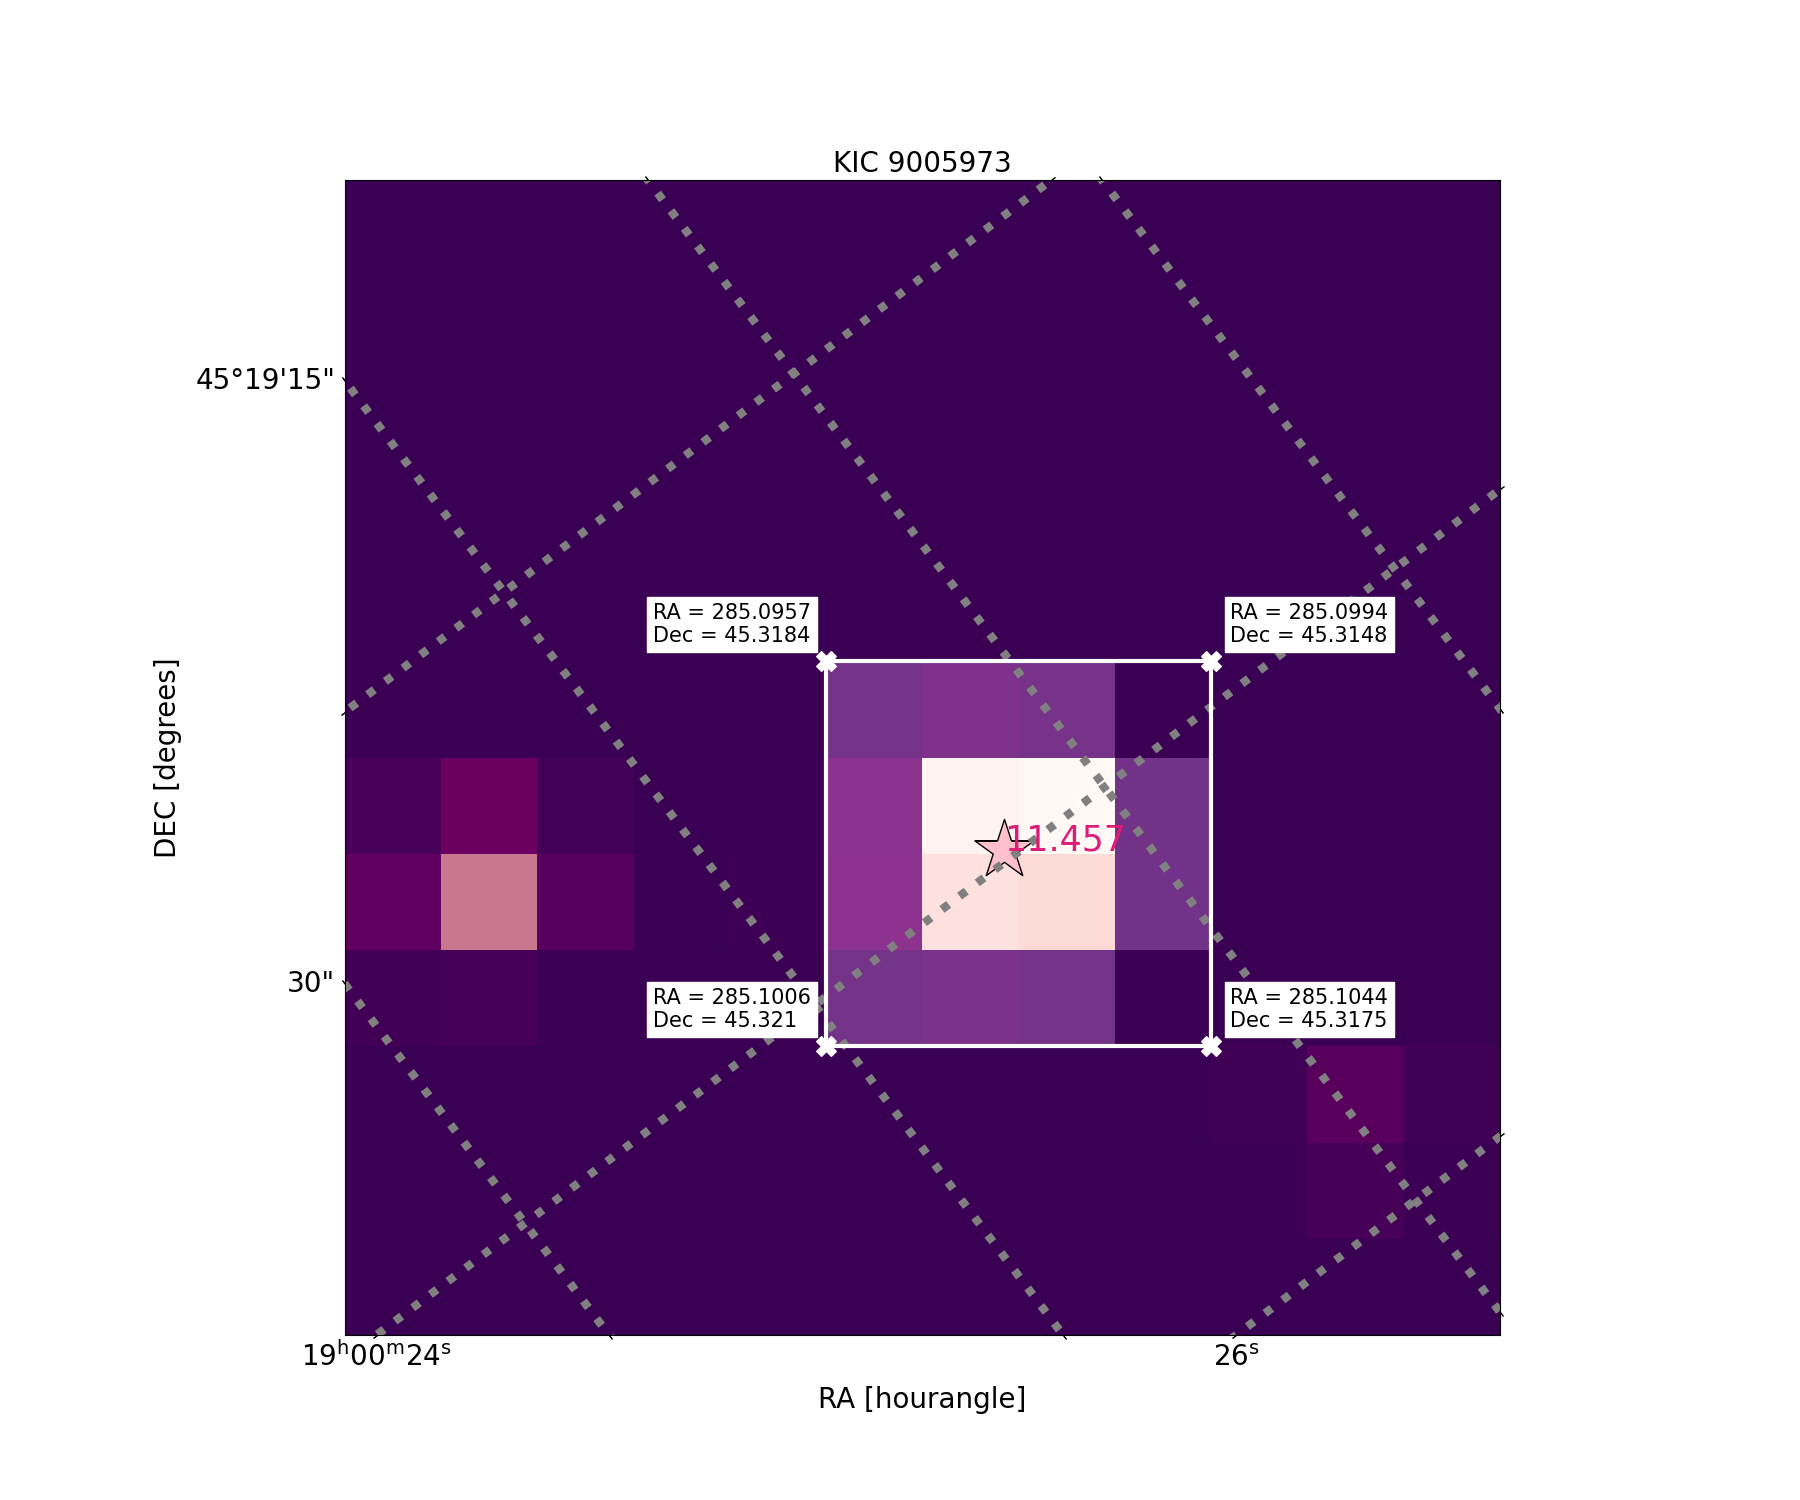 KIC 9005973
45°19'15"
RA = 285.0957
Dec = 45.3184
RA = 285.0994
Dec = 45.3148
DEC [degrees]
11.457
30"
RA = 285.1006
Dec = 45.321
RA = 285.1044
Dec = 45.3175
19ʰ00ᵐ24ˢ
26ˢ
RA [hourangle]